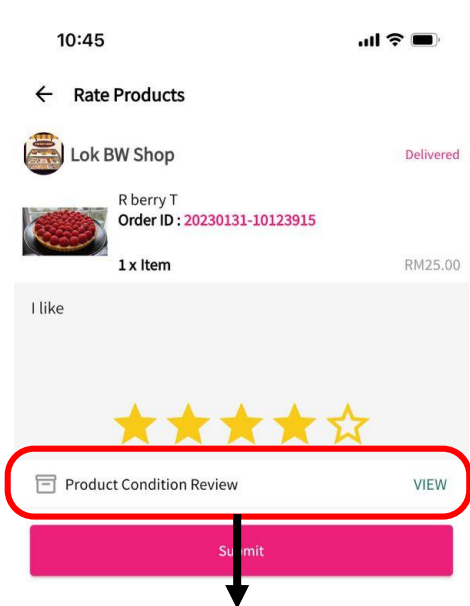 10:45
Rate Products
Lok BW Shop
Delivered
R berry T
Order ID : 20230131-10123915
1 x Item
RM25.00
I like
Product Condition Review
VIEW
Submit